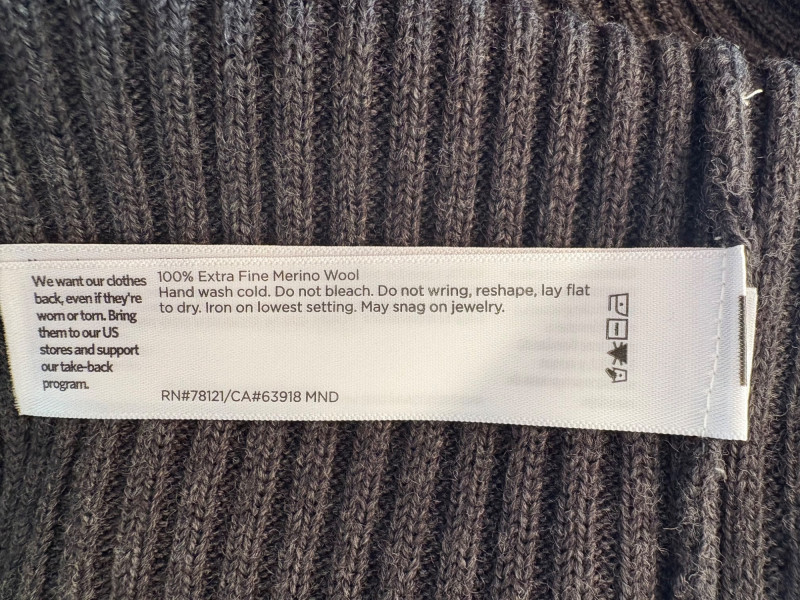 We want our clothes
back, even if they're
worn or torn. Bring
them to our US
stores and support
our take-back
program.
100% Extra Fine Merino Wool
Hand wash cold. Do not bleach. Do not wring, reshape, lay flat
to dry. Iron on lowest setting. May snag on jewelry.
RN#78121/CA#63918 MND